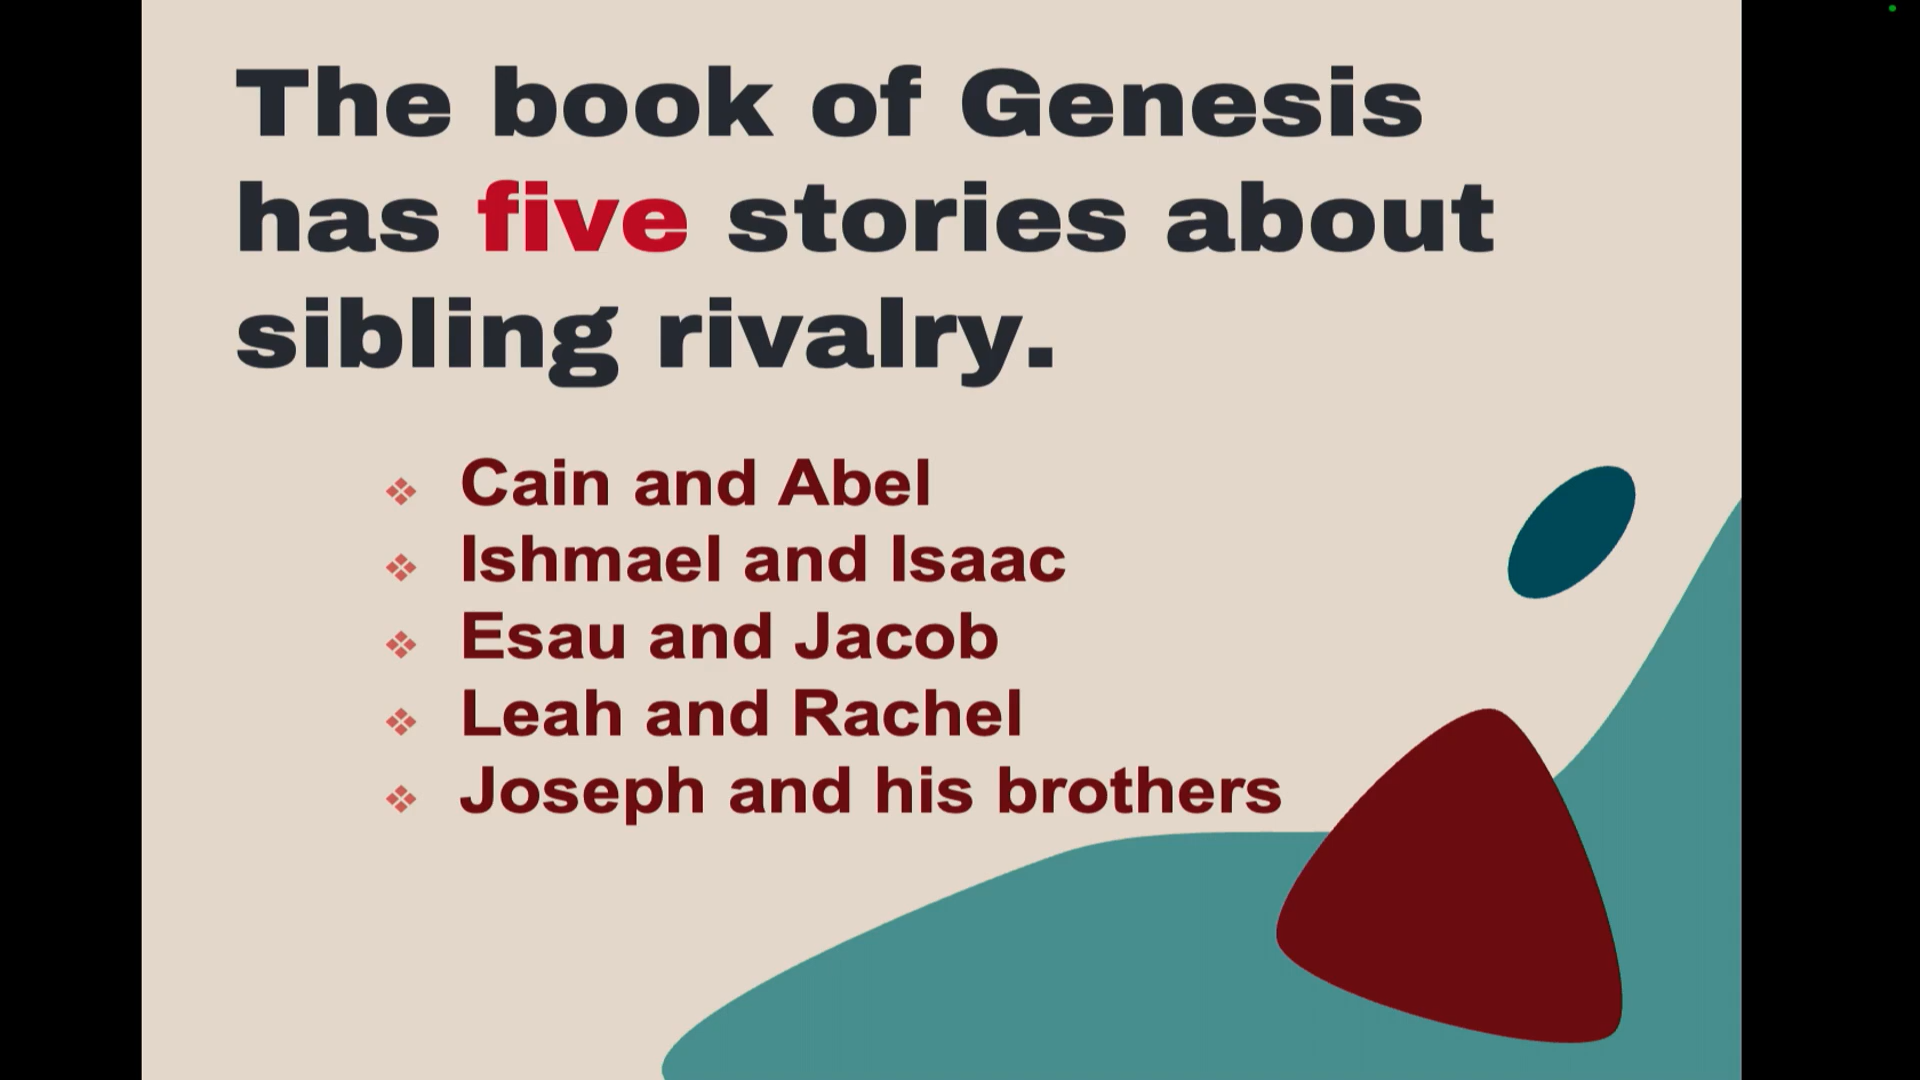 The book of Genesis
has five stories about
sibling rivalry.
Cain and Abel
Ishmael and Isaac
Esau and Jacob
Leah and Rachel
Joseph and his brothers